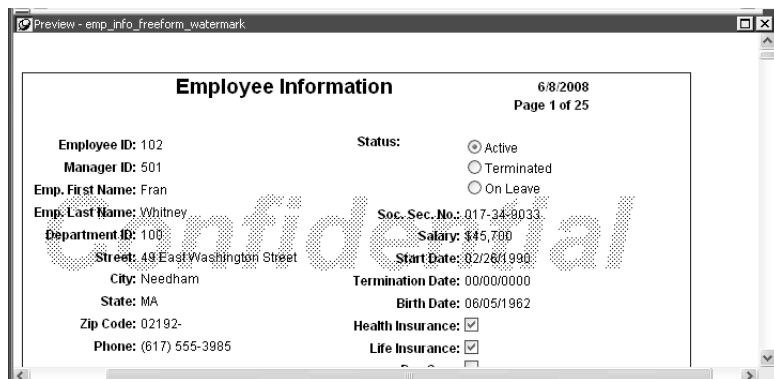 Preview - emp_info_freeform_watermark
Employee Information
6/8/2008
Page 1 of 25
Employee ID: 102
Manager ID: 501
Emp. First Name: Fran
Emp. Last Name: Whitney
Department ID: 100
Street: 49 East Washington Street
City: Needham
State: MA
Zip Code: 02192-
Phone: (617) 555-3985
Status:
Active
Terminated
On Leave
Soc. Sec. No.: 017-34-9033
Salary: $45,700
Start Date: 02/26/1990
Termination Date: 00/00/0000
Birth Date: 06/05/1962
Health Insurance:
Life Insurance:
Confidential